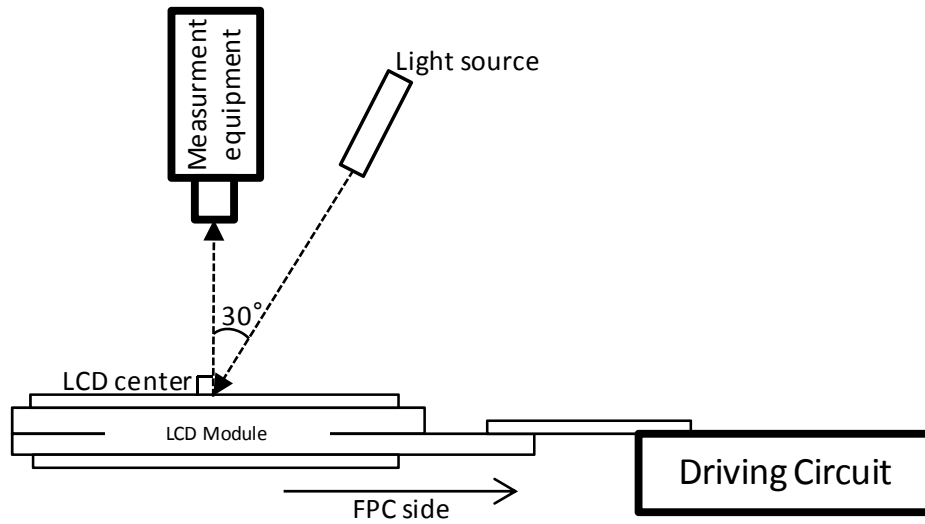 Measurment
equipment
Light source
30°
LCD center
LCD Module
Driving Circuit
FPC side